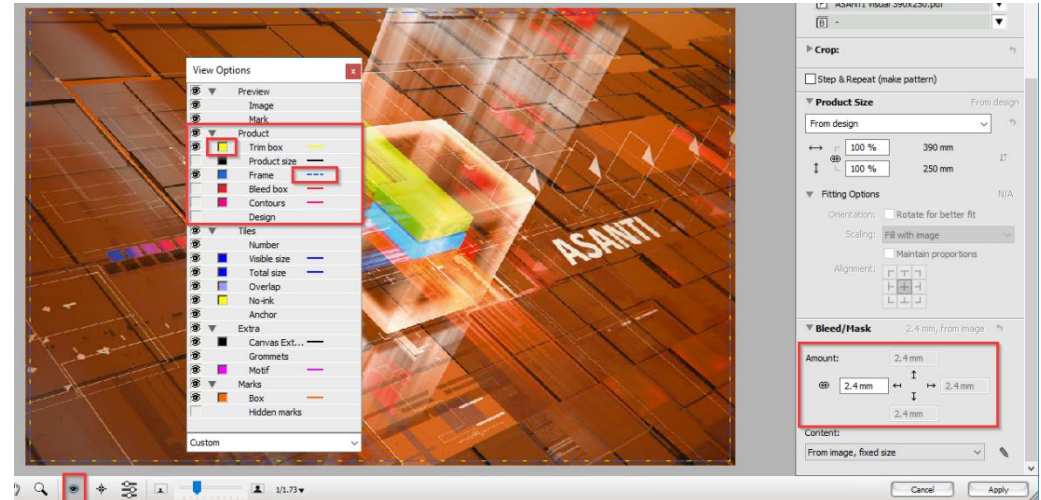 ASANTI Visual 390x250.pdf
B -
Crop:
Step & Repeat (make pattern)
Product Size From design
From design
100 % 390 mm
100 % 250 mm
Fitting Options N/A
Orientation: Rotate for better fit
Scaling: Fill with image
Maintain proportions
Alignment:
Bleed/Mask 2.4 mm, from image
Amount: 2.4 mm
2.4 mm 2.4 mm
2.4 mm
Content:
From image, fixed size
Cancel Apply
View Options x
Preview
Image
Mark
Product
Trim box
Product size
Frame
Bleed box
Contours
Design
Tiles
Number
Visible size
Total size
Overlap
No-ink
Anchor
Extra
Canvas Ext...
Grommets
Motif
Marks
Box
Hidden marks
Custom
ASANTI
1/1.73